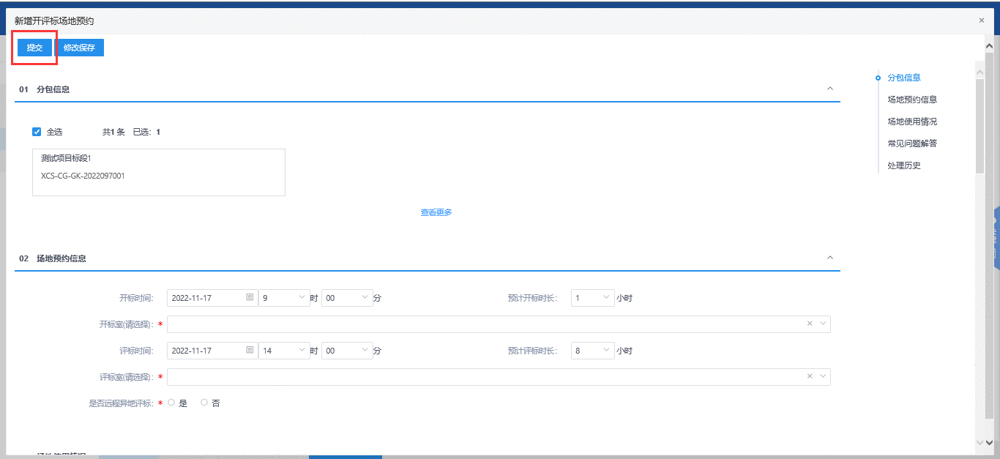 新增开评标场地预约
×
提交 修改保存
01 分包信息
全选 共1 条 已选：1
测试项目标段1
XCS-CG-GK-2022097001
查看更多
02 场地预约信息
开标时间： 2022-11-17 9 时 00 分 预计开标时长： 1 小时
开标室(请选择)： *
评标时间： 2022-11-17 14 时 00 分 预计评标时长： 8 小时
评标室(请选择)： *
是否远程异地评标： * 是 否
分包信息
场地预约信息
场地使用情况
常见问题解答
处理历史